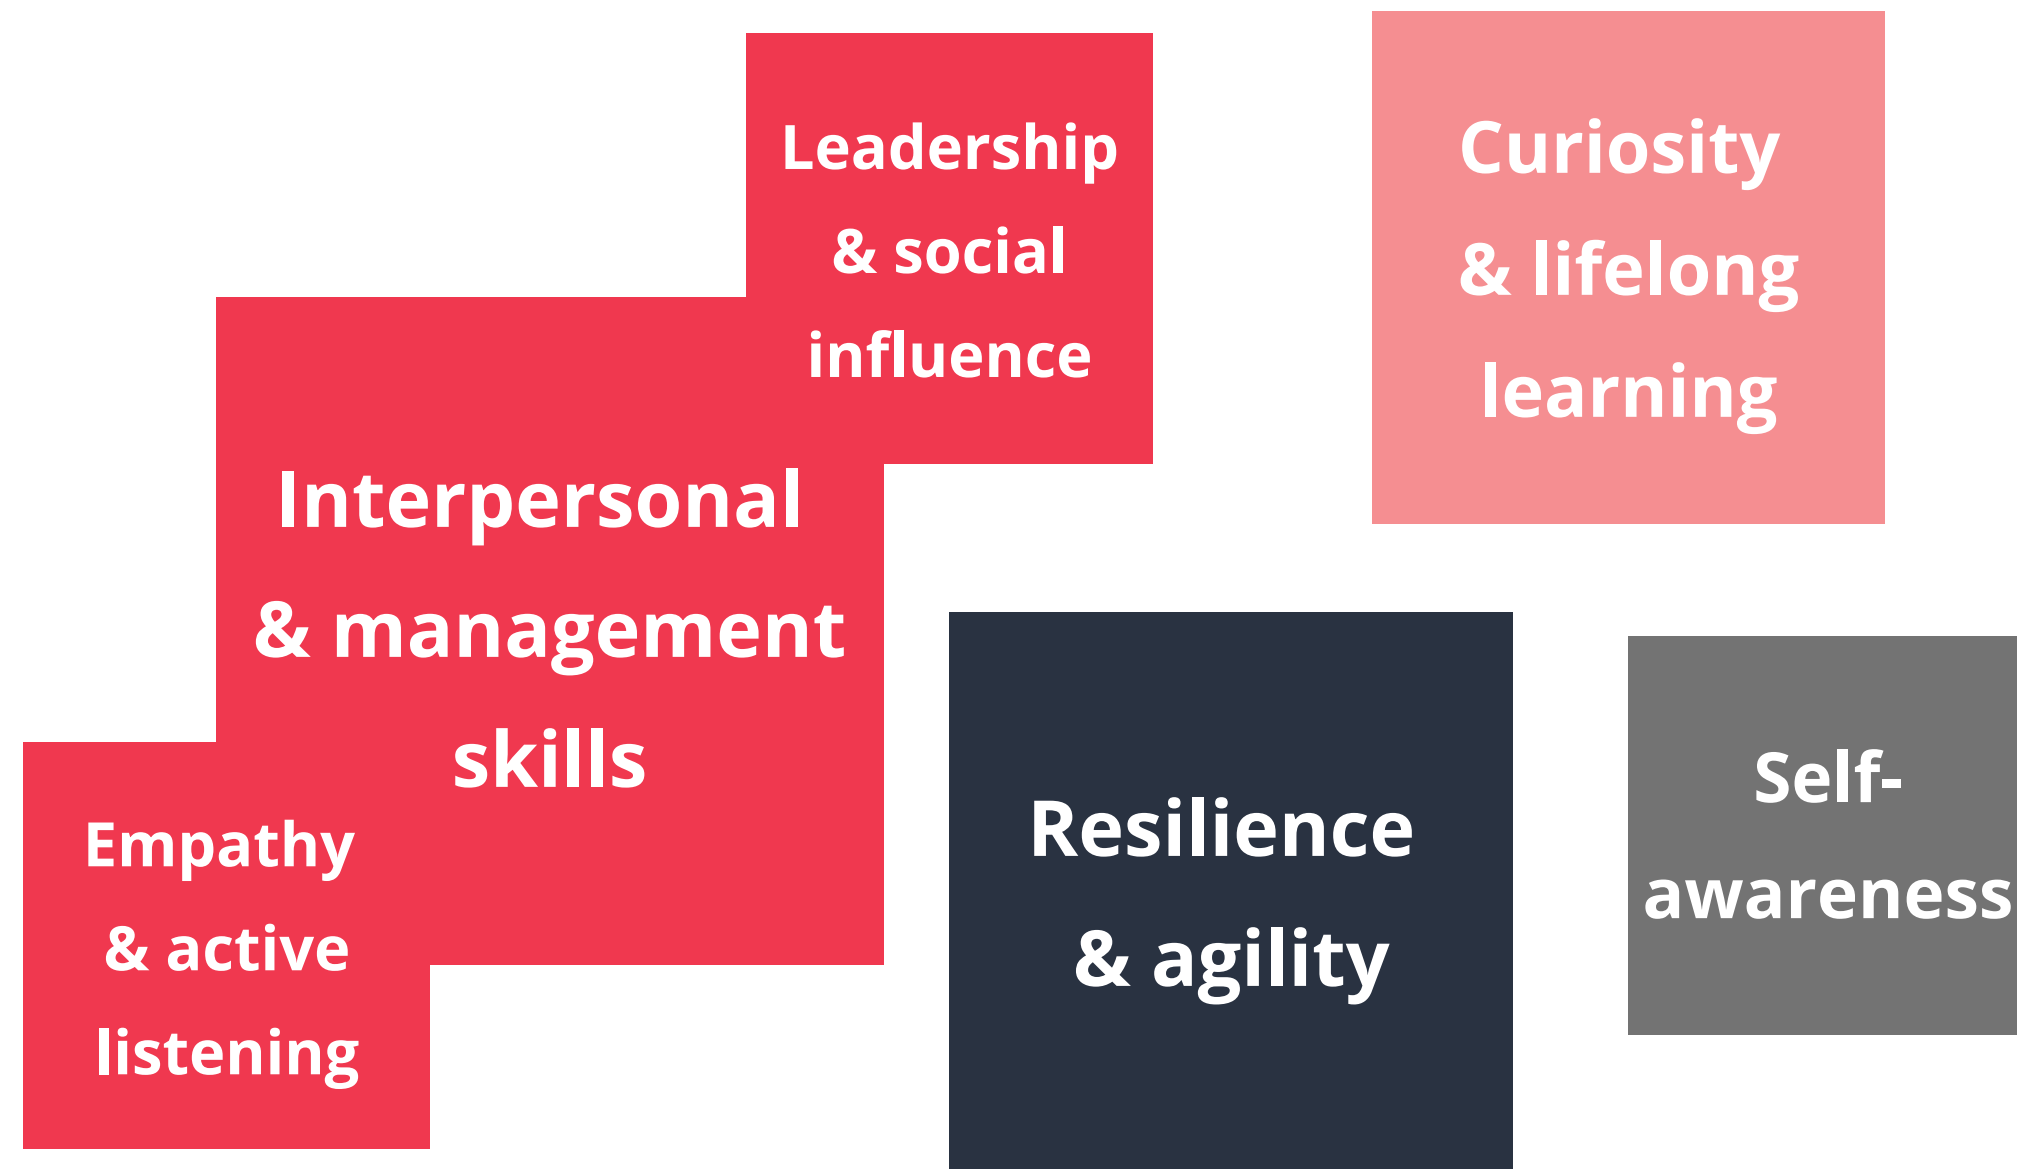 Leadership
& social
influence
Curiosity
& lifelong
learning
Interpersonal
& management
skills
Empathy
& active
listening
Resilience
& agility
Self-
awareness